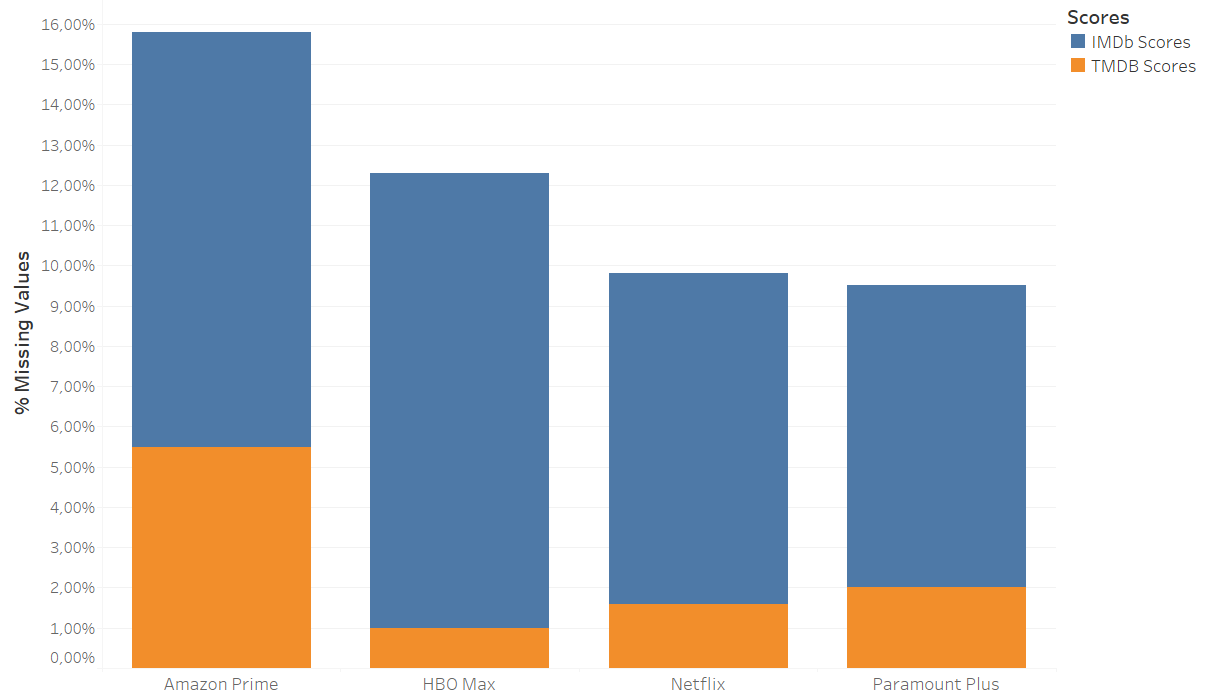 Scores
IMDb Scores
TMDB Scores
% Missing Values
16,00%
15,00%
14,00%
13,00%
12,00%
11,00%
10,00%
9,00%
8,00%
7,00%
6,00%
5,00%
4,00%
3,00%
2,00%
1,00%
0,00%
Amazon Prime
HBO Max
Netflix
Paramount Plus